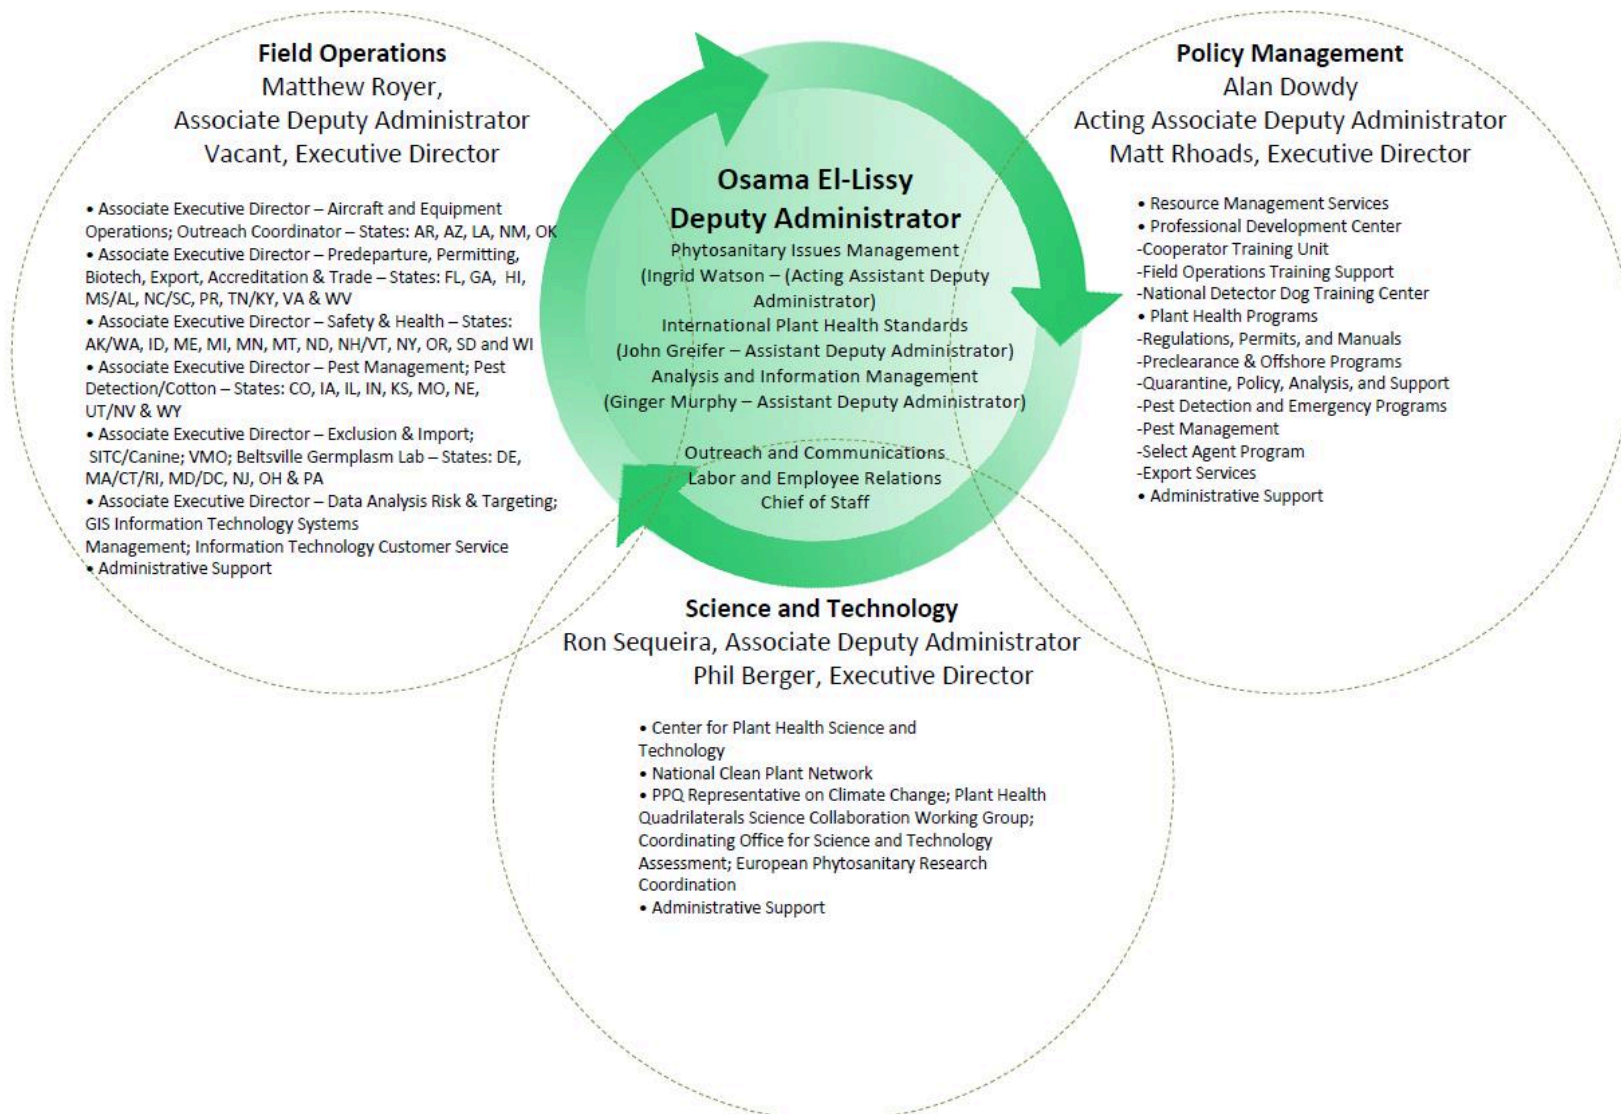 Field Operations
Matthew Royer,
Associate Deputy Administrator
Vacant, Executive Director
• Associate Executive Director – Aircraft and Equipment
Operations; Outreach Coordinator – States: AR, AZ, LA, NM, OK
• Associate Executive Director – Predeparture, Permitting,
Biotech, Export, Accreditation & Trade – States: FL, GA, HI,
MS/AL, NC/SC, PR, TN/KY, VA & WV
• Associate Executive Director – Safety & Health – States:
AK/WA, ID, ME, MI, MN, MT, ND, NH/VT, NY, OR, SD and WI
• Associate Executive Director – Pest Management; Pest
Detection/Cotton – States: CO, IA, IL, IN, KS, MO, NE,
UT/NV & WY
• Associate Executive Director – Exclusion & Import;
SITC/Canine; VMO; Beltsville Germplasm Lab – States: DE,
MA/CT/RI, MD/DC, NJ, OH & PA
• Associate Executive Director – Data Analysis Risk & Targeting;
GIS Information Technology Systems
Management; Information Technology Customer Service
• Administrative Support
Osama El-Lissy
Deputy Administrator
Phytosanitary Issues Management
(Ingrid Watson – (Acting Assistant Deputy
Administrator)
International Plant Health Standards
(John Greifer – Assistant Deputy Administrator)
Analysis and Information Management
(Ginger Murphy – Assistant Deputy Administrator)
Outreach and Communications
Labor and Employee Relations
Chief of Staff
Policy Management
Alan Dowdy
Acting Associate Deputy Administrator
Matt Rhoads, Executive Director
• Resource Management Services
• Professional Development Center
-Cooperator Training Unit
-Field Operations Training Support
-National Detector Dog Training Center
• Plant Health Programs
-Regulations, Permits, and Manuals
-Preclearance & Offshore Programs
-Quarantine, Policy, Analysis, and Support
-Pest Detection and Emergency Programs
-Pest Management
-Select Agent Program
-Export Services
• Administrative Support
Science and Technology
Ron Sequeira, Associate Deputy Administrator
Phil Berger, Executive Director
• Center for Plant Health Science and
Technology
• National Clean Plant Network
• PPQ Representative on Climate Change; Plant Health
Quadrilaterals Science Collaboration Working Group;
Coordinating Office for Science and Technology
Assessment; European Phytosanitary Research
Coordination
• Administrative Support